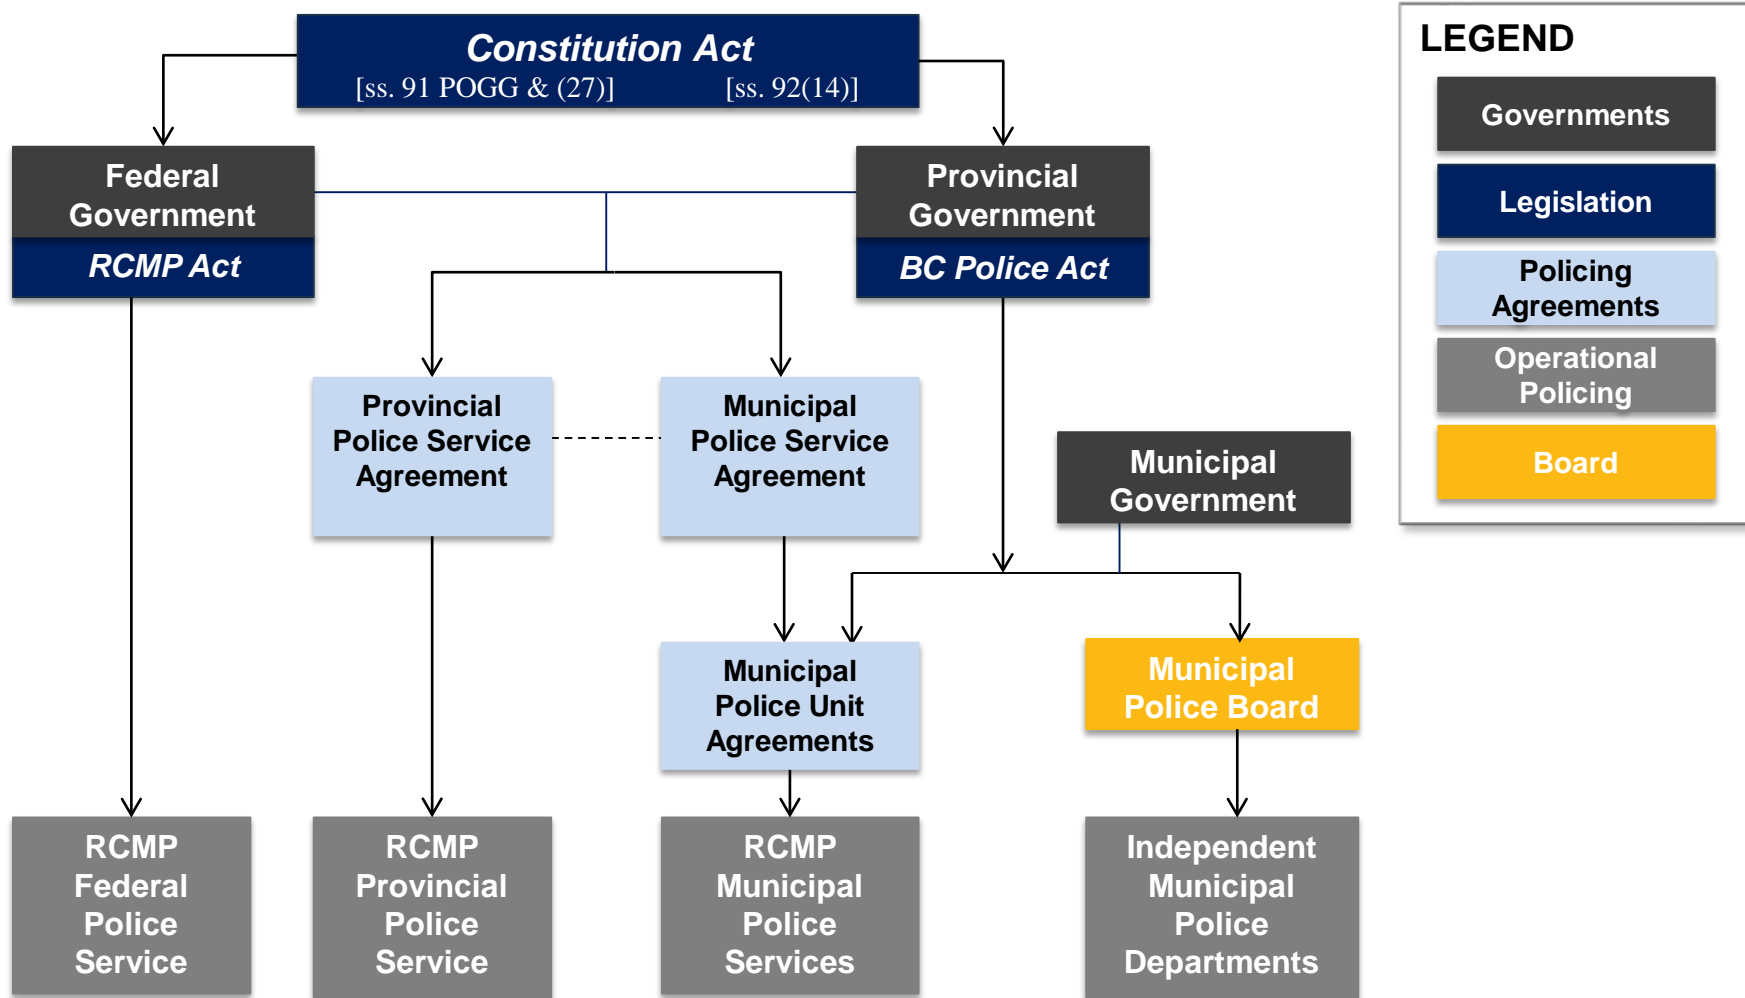 Constitution Act
[ss. 91 POGG & (27)] [ss. 92(14)]
Federal
Government
RCMP Act
Provincial
Government
BC Police Act
Provincial
Police Service
Agreement
Municipal
Police Service
Agreement
Municipal
Government
Municipal
Police Unit
Agreements
Municipal
Police Board
RCMP
Federal
Police
Service
RCMP
Provincial
Police
Service
RCMP
Municipal
Police
Services
Independent
Municipal
Police
Departments
LEGEND
Governments
Legislation
Policing
Agreements
Operational
Policing
Board